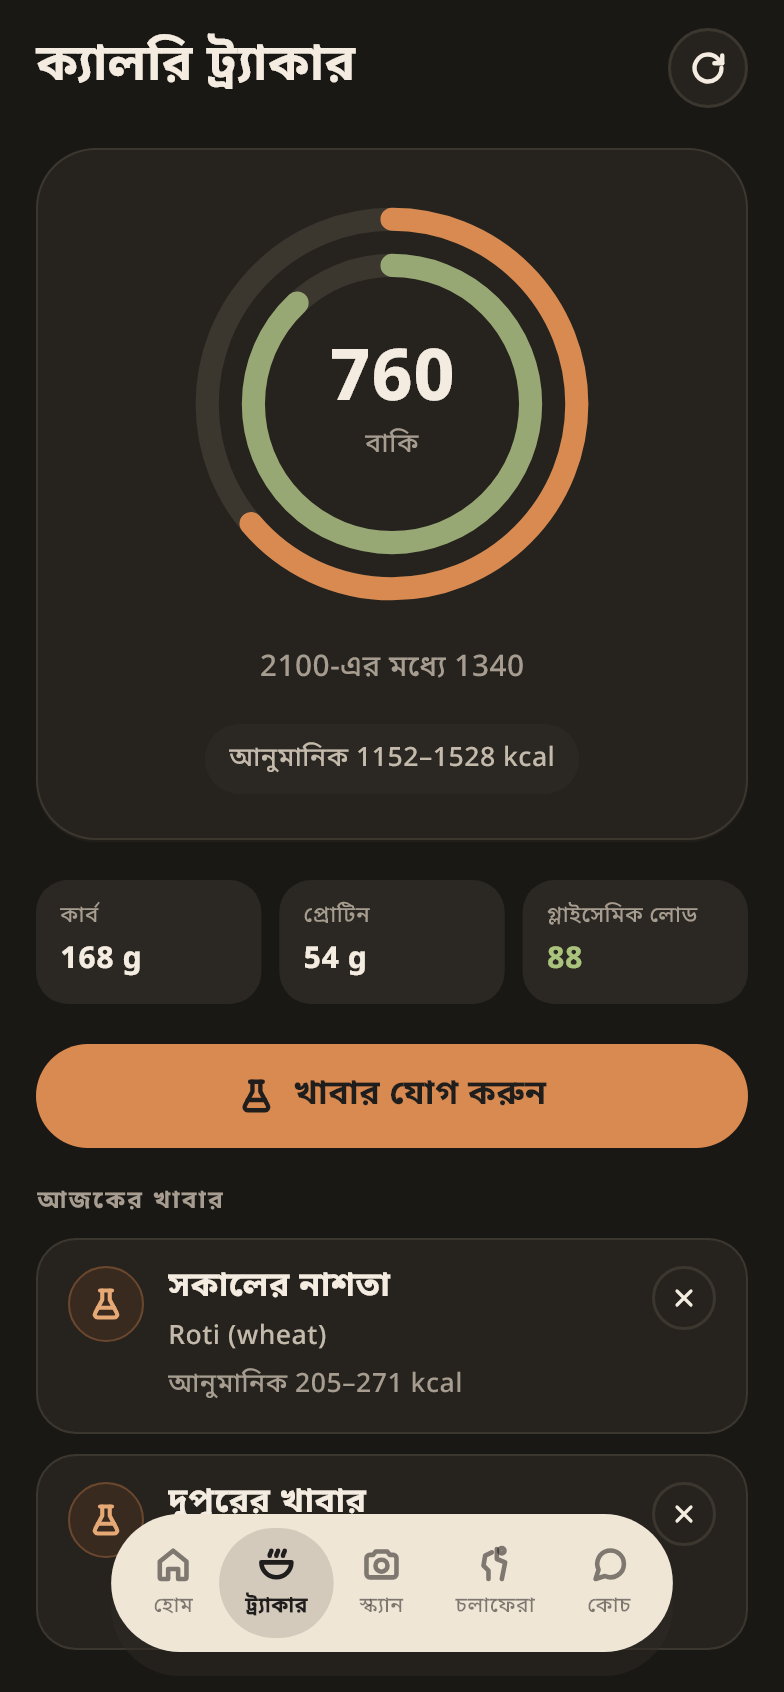 ক্যালরি ট্র্যাকার
760
বাকি
2100-এর মধ্যে 1340
আনুমানিক 1152–1528 kcal
কার্ব
168 g
প্রোটিন
54 g
গ্লাইসেমিক লোড
88
খাবার যোগ করুন
আজকের খাবার
সকালের নাশতা
Roti (wheat)
আনুমানিক 205–271 kcal
দুপুরের খাবার
হোম
ট্র্যাকার
স্ক্যান
চলাফেরা
কোচ